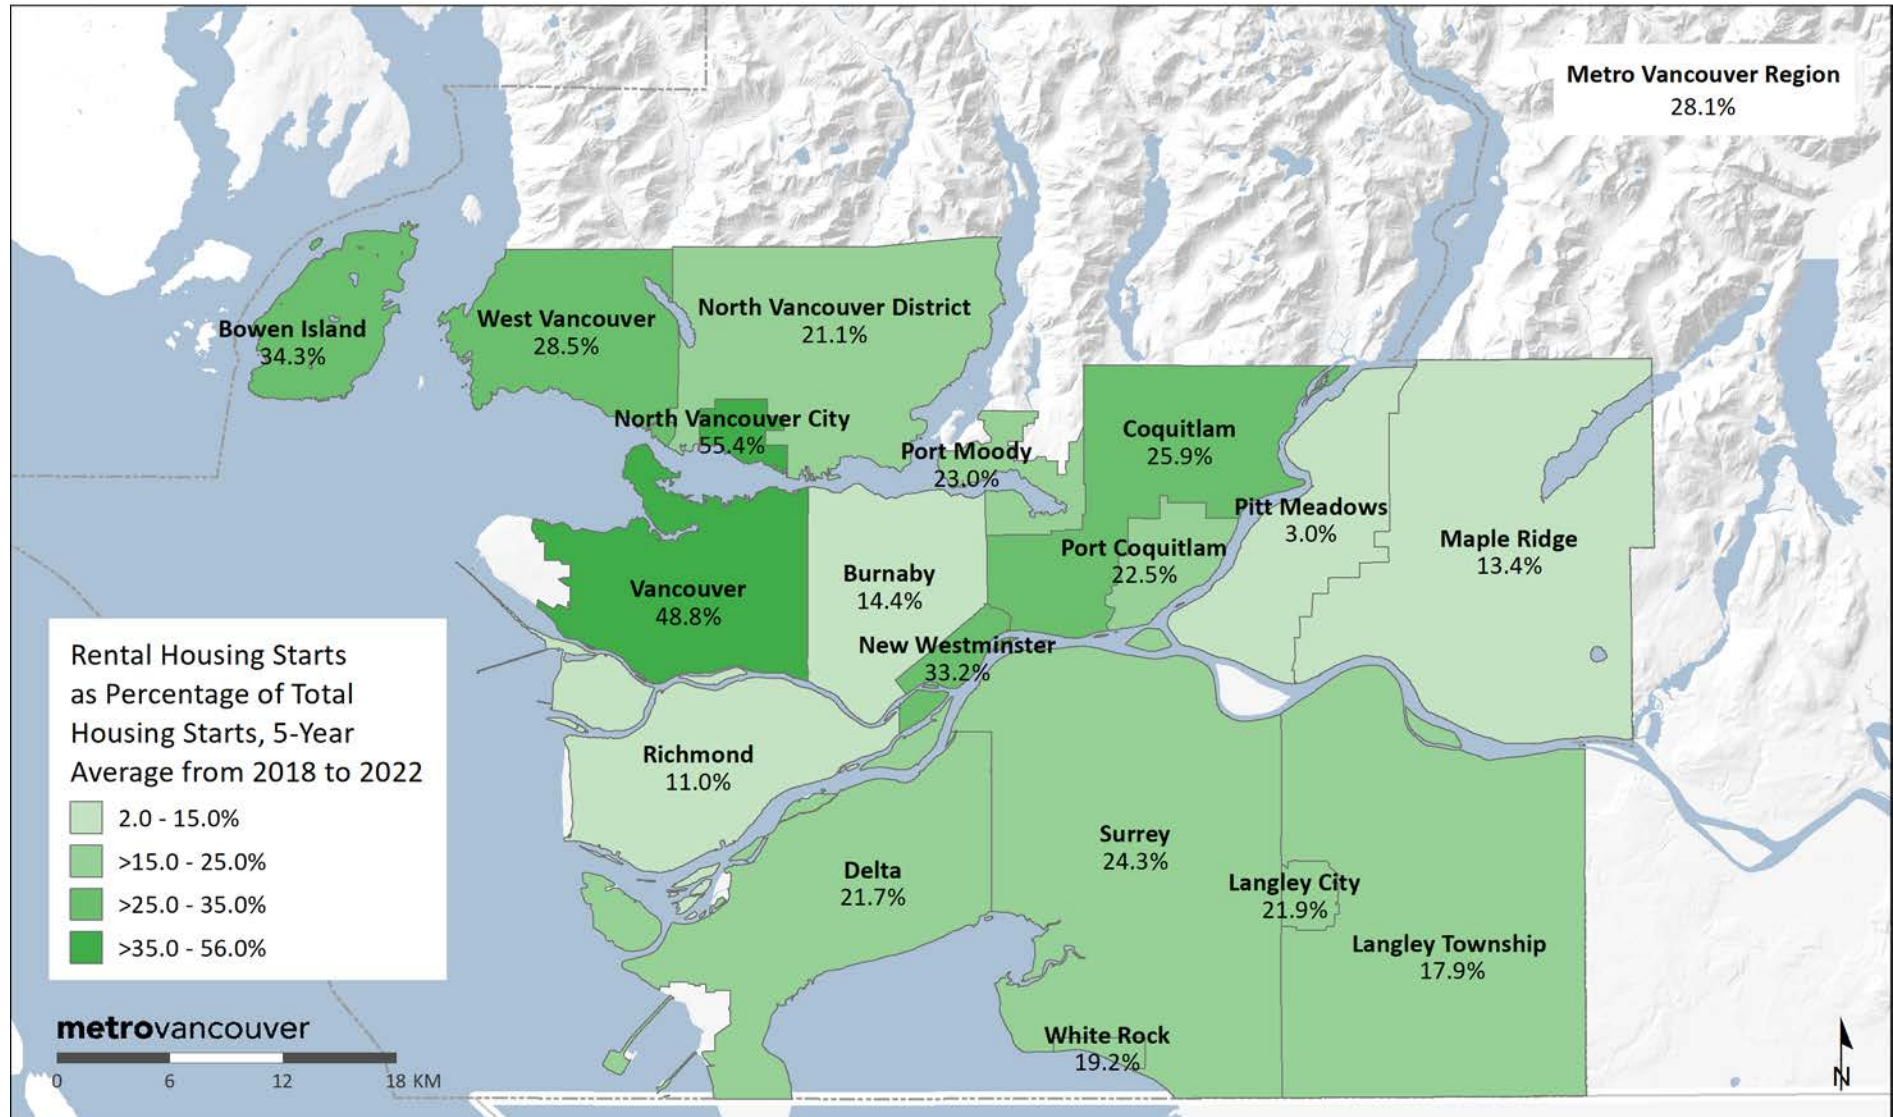 Metro Vancouver Region
28.1%
Bowen Island
34.3%
West Vancouver
28.5%
North Vancouver District
21.1%
North Vancouver City
55.4%
Port Moody
23.0%
Coquitlam
25.9%
Pitt Meadows
3.0%
Maple Ridge
13.4%
Port Coquitlam
22.5%
Vancouver
48.8%
Burnaby
14.4%
New Westminster
33.2%
Richmond
11.0%
Delta
21.7%
Surrey
24.3%
Langley City
21.9%
Langley Township
17.9%
White Rock
19.2%
Rental Housing Starts
as Percentage of Total
Housing Starts, 5-Year
Average from 2018 to 2022
2.0 - 15.0%
>15.0 - 25.0%
>25.0 - 35.0%
>35.0 - 56.0%
metrovancouver
0 6 12 18 KM
N